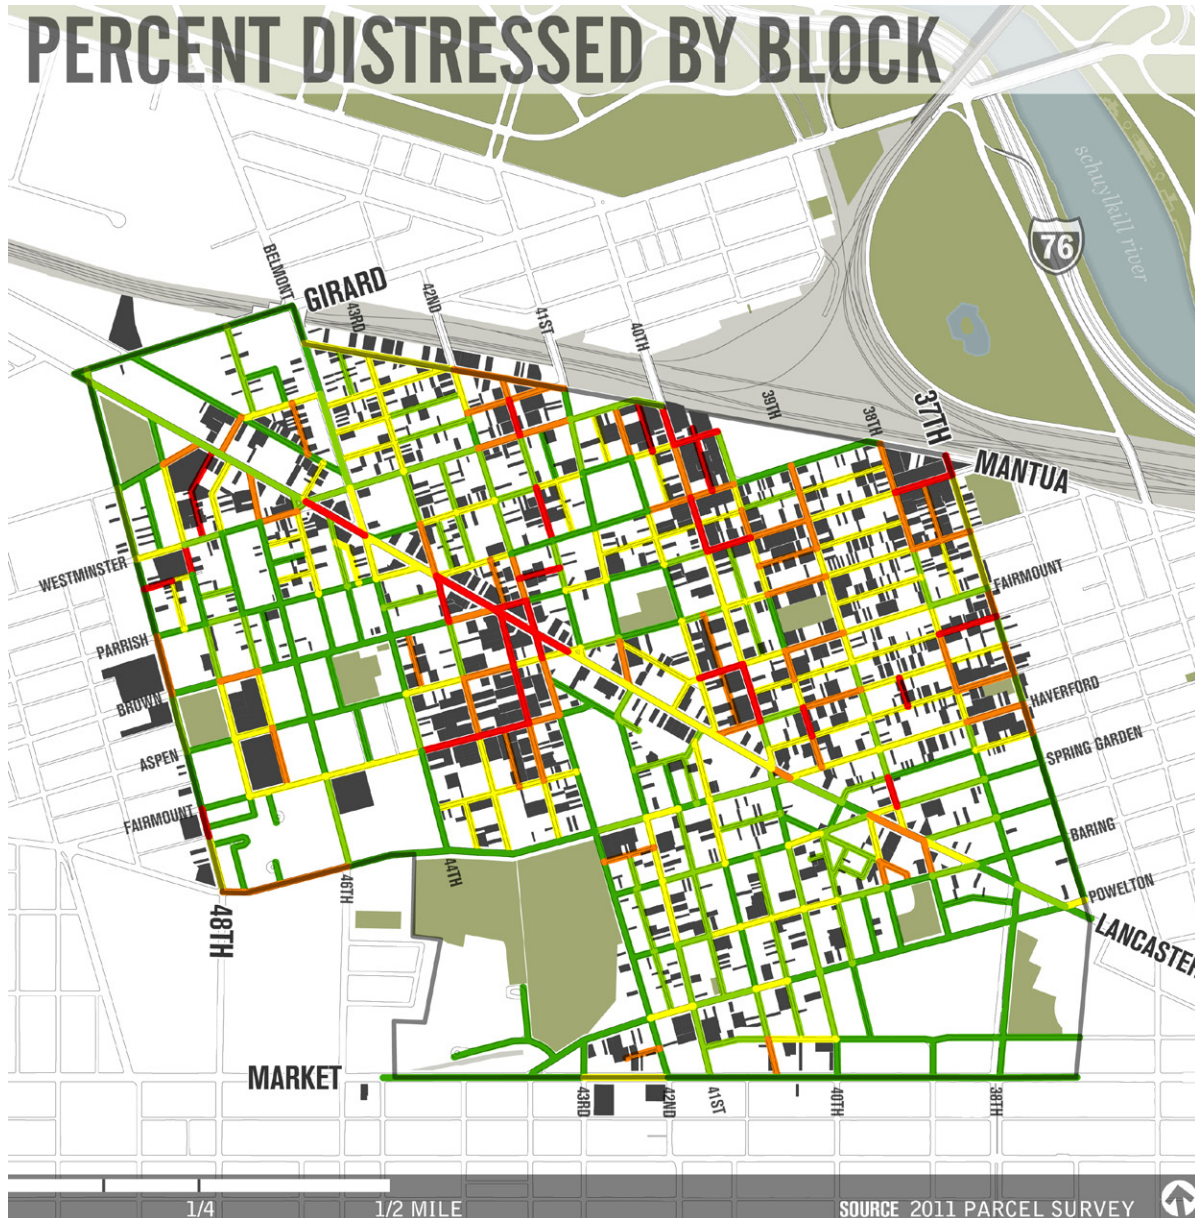 PERCENT DISTRESSED BY BLOCK
schuylkill river
76
BELMONT
GIRARD
43RD
42ND
41ST
40TH
39TH
38TH
37TH
MANTUA
WESTMINSTER
FAIRMOUNT
PARRISH
BROWN
HAVERFORD
ASPEN
SPRING GARDEN
FAIRMOUNT
BARING
44TH
46TH
48TH
POWELTON
LANCASTER
MARKET
43RD
42ND
41ST
40TH
38TH
1/4
1/2 MILE
SOURCE 2011 PARCEL SURVEY